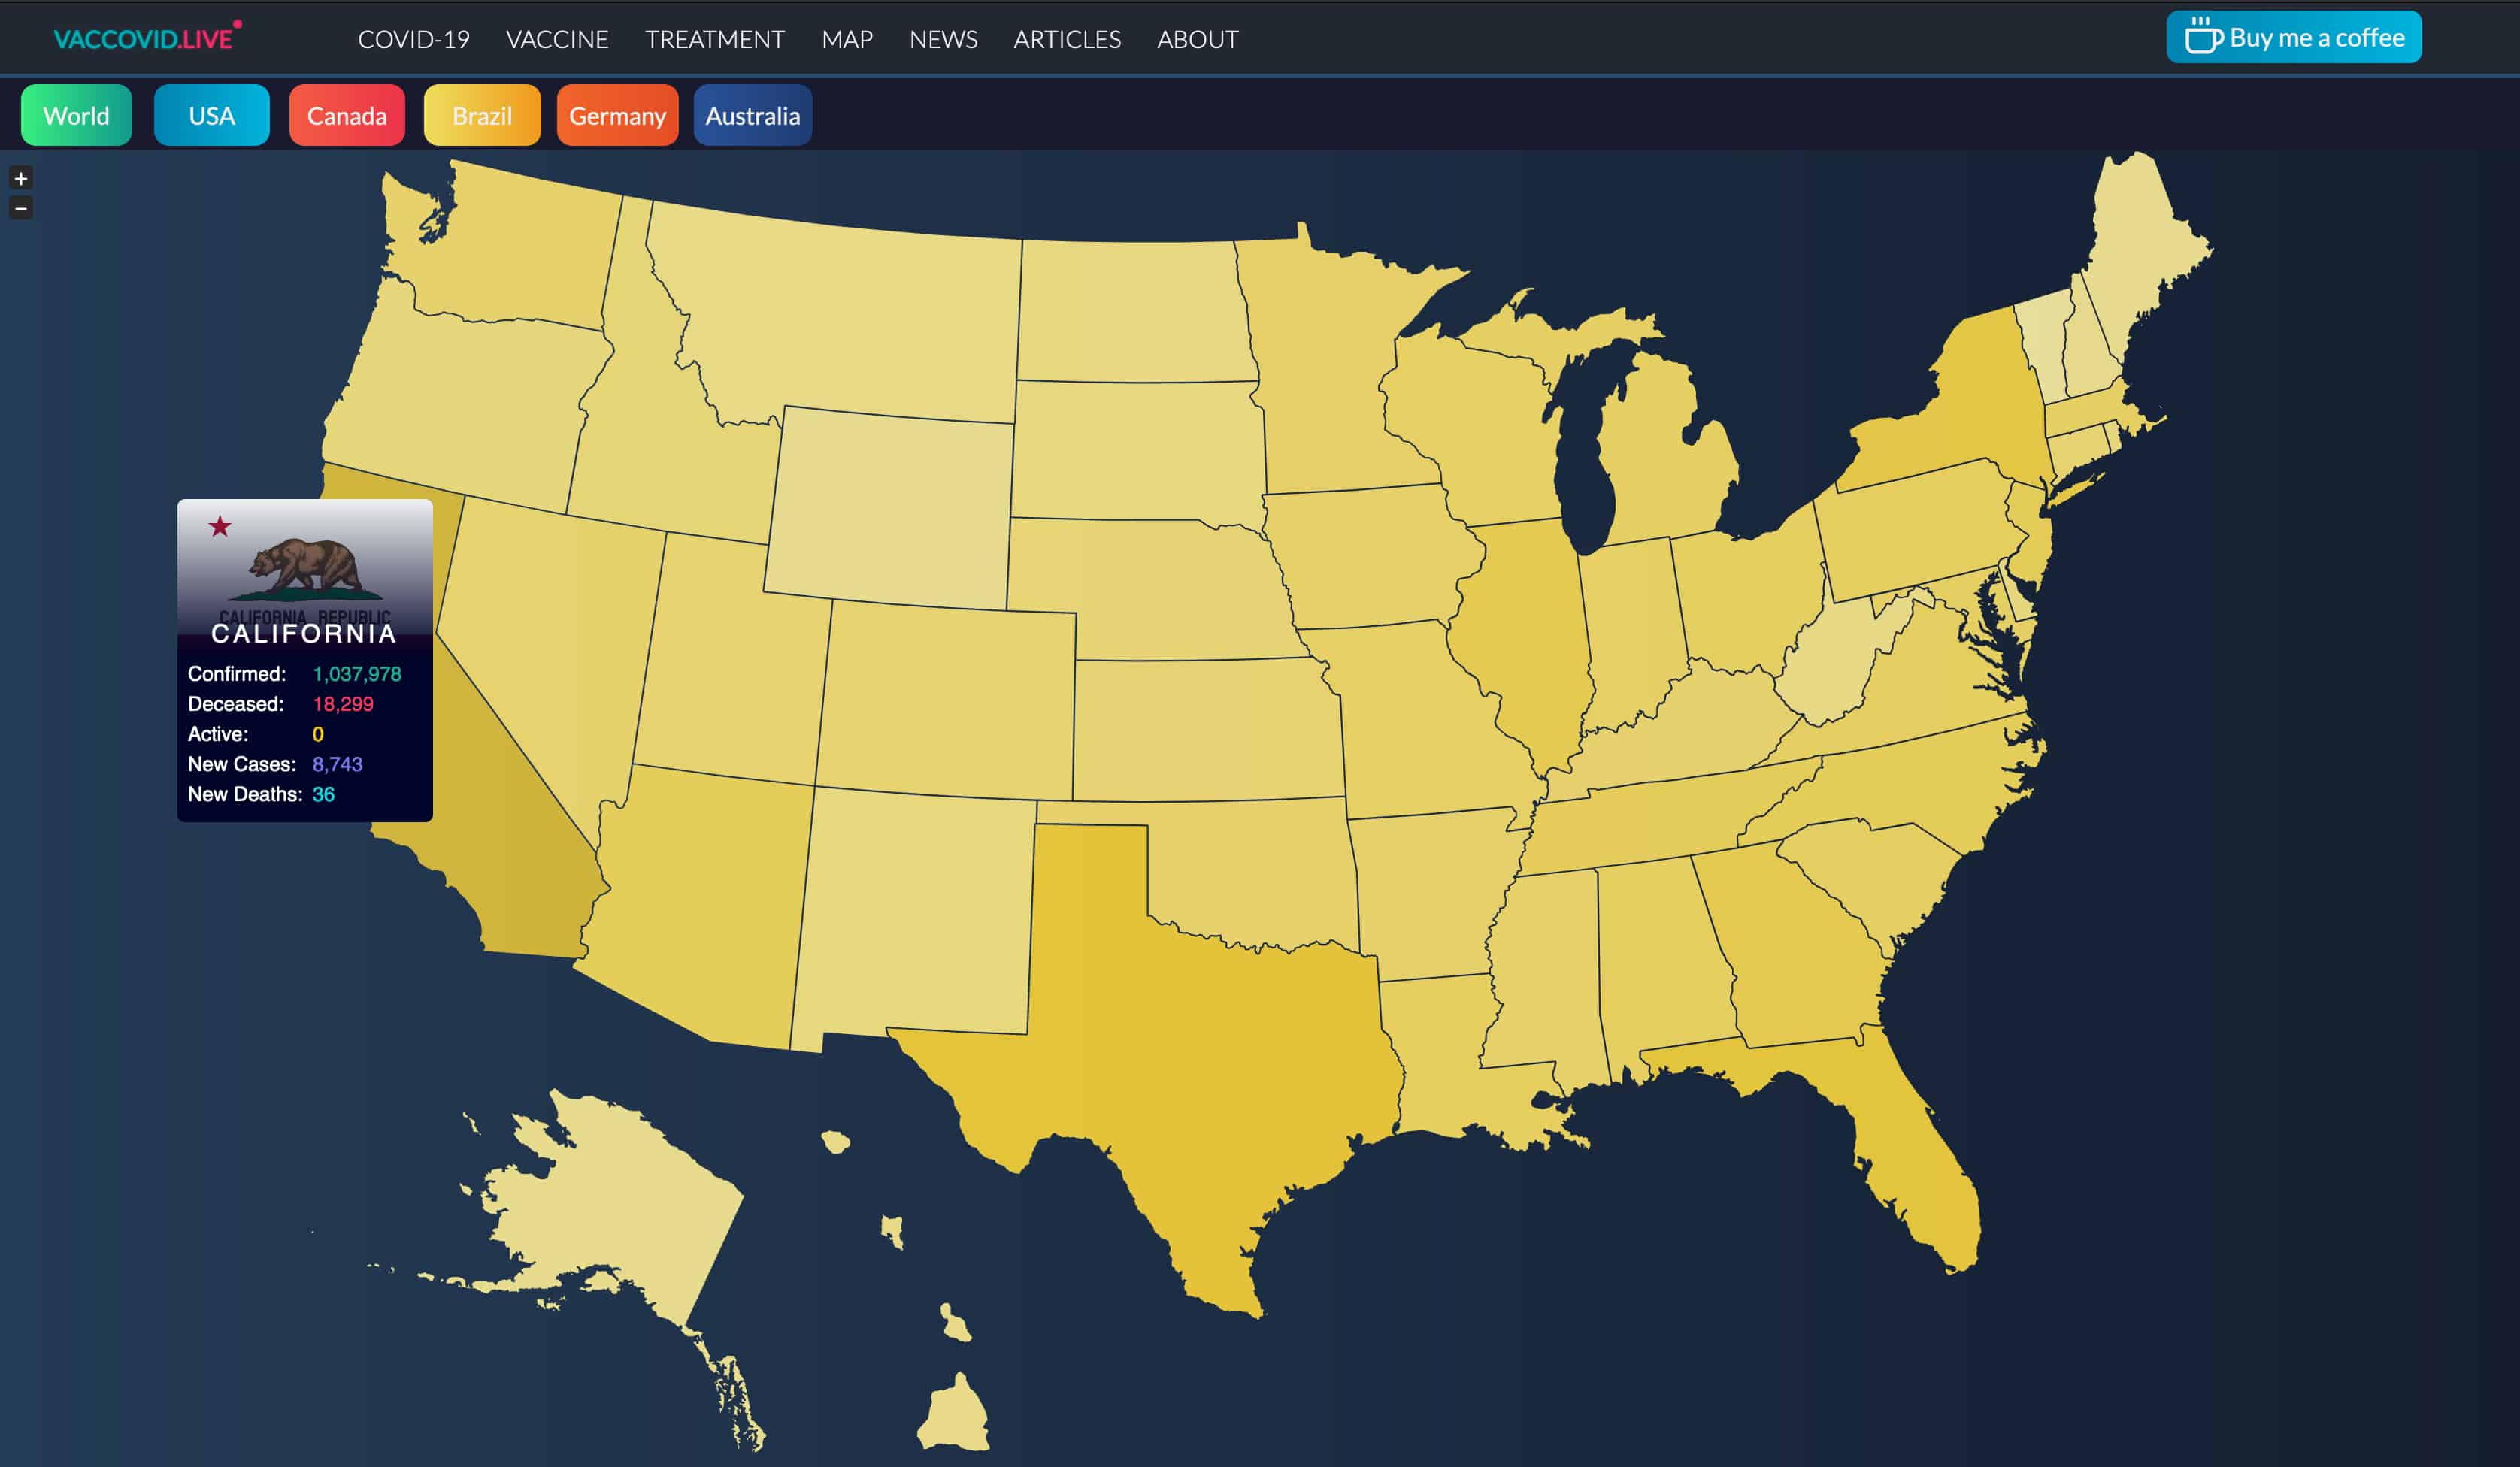 VACCOVID.LIVE COVID-19 VACCINE TREATMENT MAP NEWS ARTICLES ABOUT Buy me a coffee
World USA Canada Brazil Germany Australia
+
−
CALIFORNIA REPUBLIC
CALIFORNIA
Confirmed: 1,037,978
Deceased: 18,299
Active: 0
New Cases: 8,743
New Deaths: 36